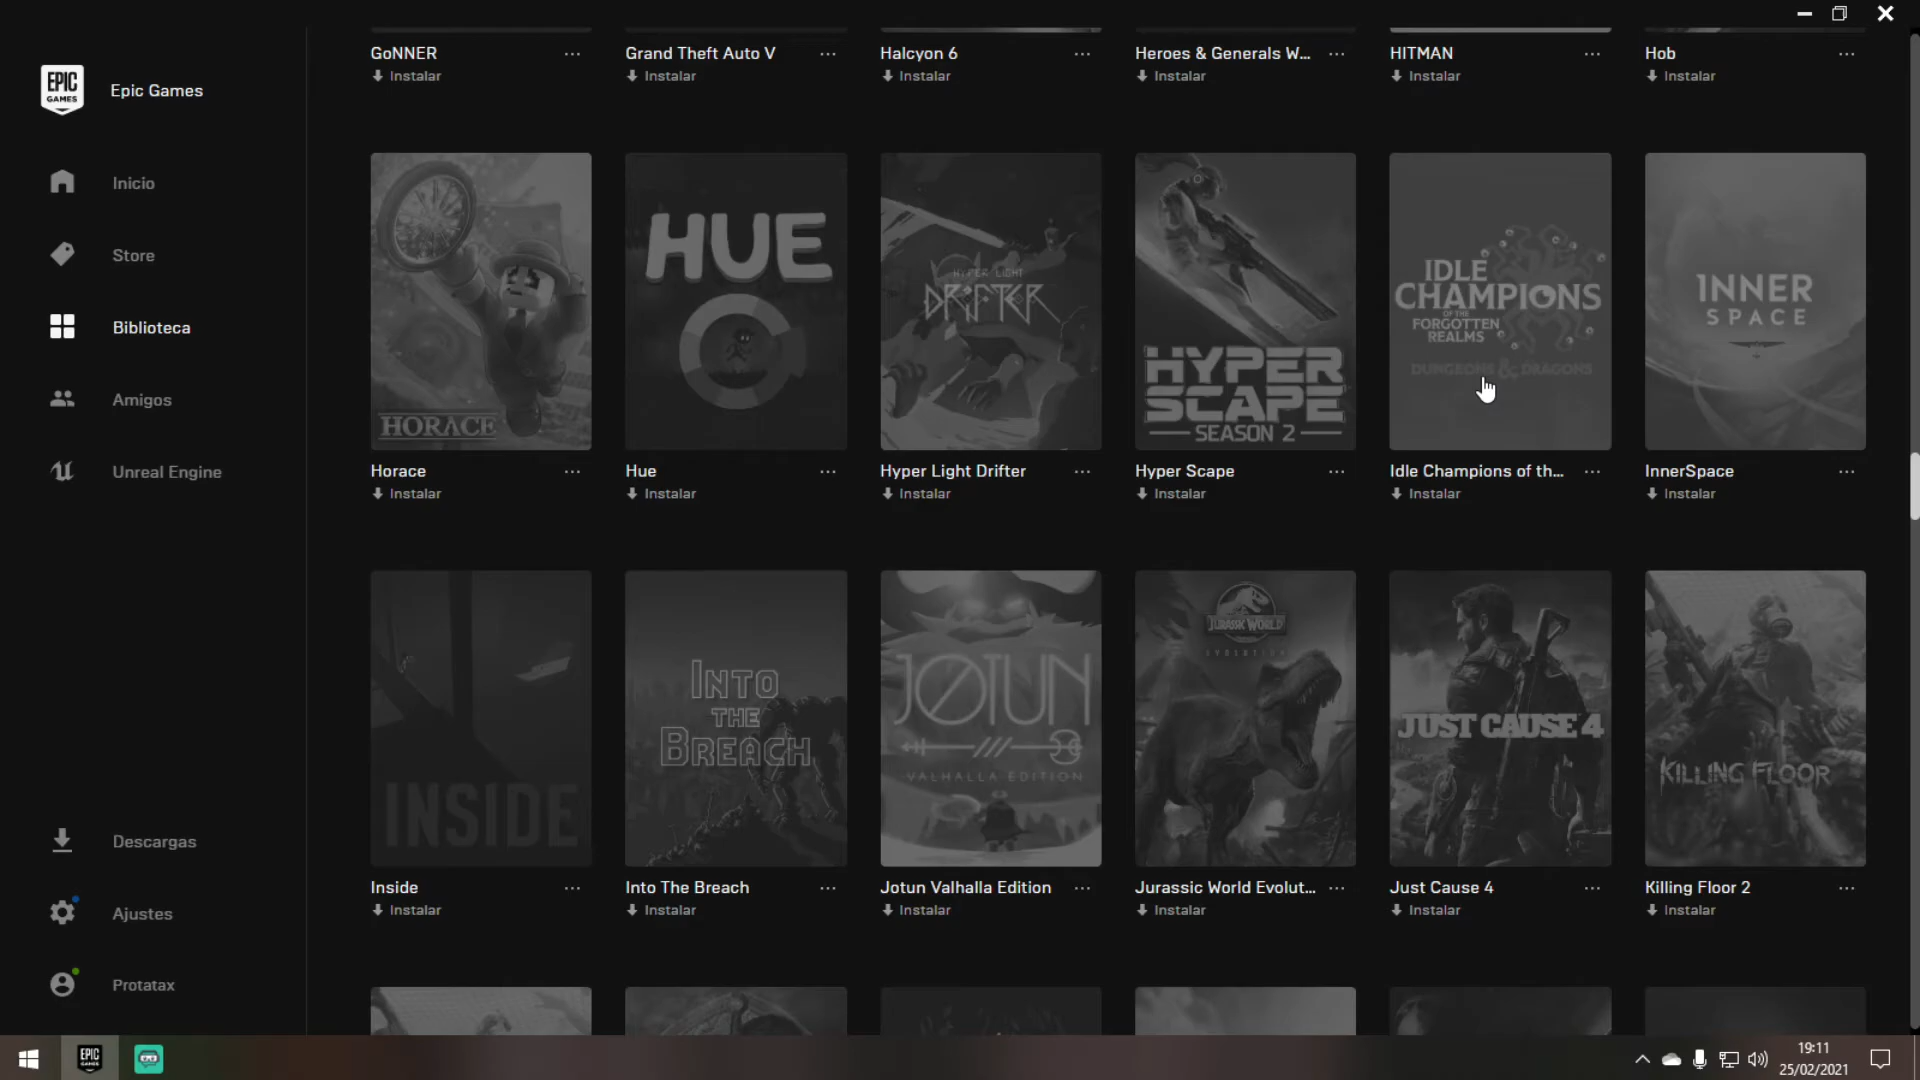 EPIC
GAMES
Epic Games
Inicio
Store
Biblioteca
Amigos
Unreal Engine
Descargas
Ajustes
Protatax
GoNNER
Instalar
Grand Theft Auto V
Instalar
Halcyon 6
Instalar
Heroes & Generals W...
Instalar
HITMAN
Instalar
Hob
Instalar
HORACE
HUE
HYPER LIGHT
DRIFTER
HYPER
SCAPE
SEASON 2
IDLE
CHAMPIONS
OF THE
FORGOTTEN
REALMS
DUNGEONS & DRAGONS
INNER
SPACE
Horace
Instalar
Hue
Instalar
Hyper Light Drifter
Instalar
Hyper Scape
Instalar
Idle Champions of th...
Instalar
InnerSpace
Instalar
INSIDE
INTO
THE
BREACH
JOTUN
VALHALLA EDITION
JURASSIC WORLD
EVOLUTION
JUST CAUSE 4
KILLING FLOOR
Inside
Instalar
Into The Breach
Instalar
Jotun Valhalla Edition
Instalar
Jurassic World Evolut...
Instalar
Just Cause 4
Instalar
Killing Floor 2
Instalar
EPIC
GAMES
19:11
25/02/2021